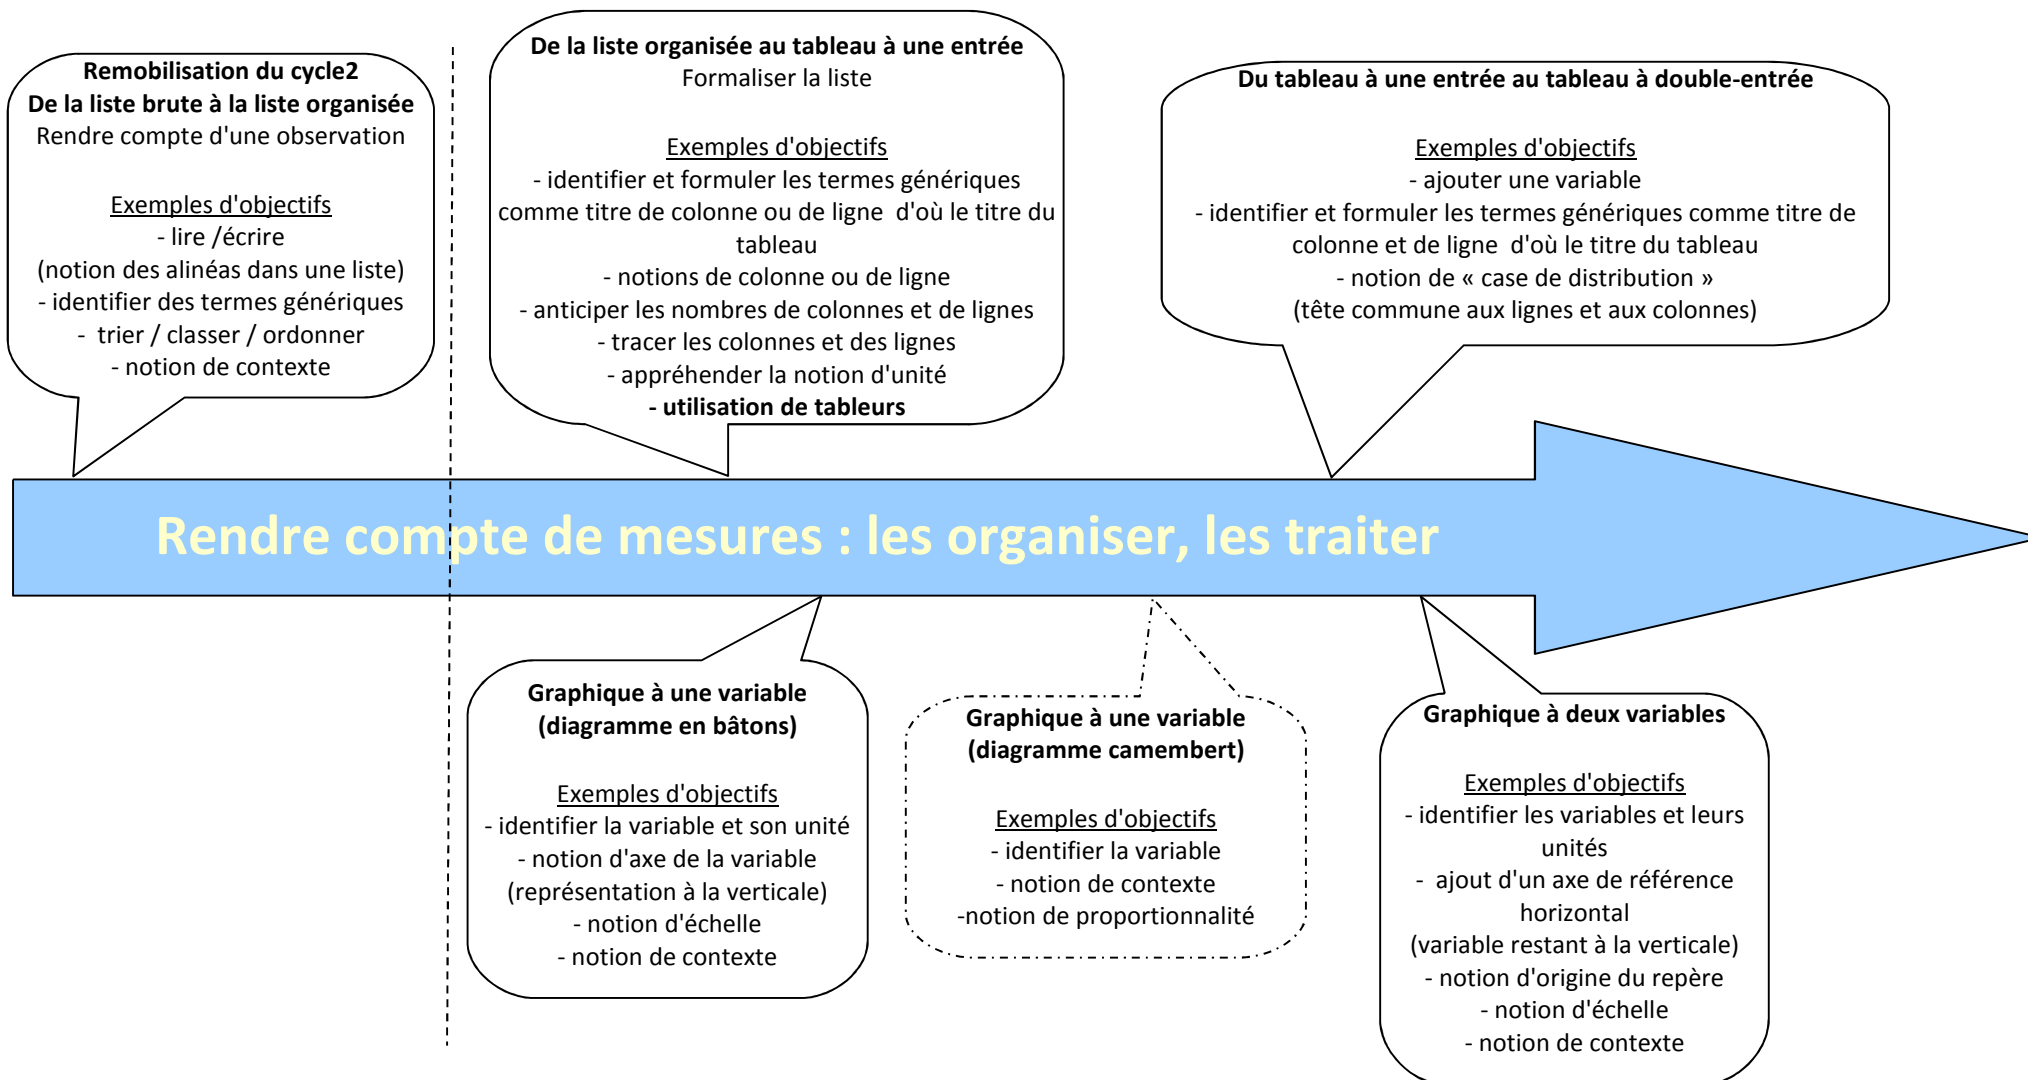 Remobilisation du cycle2
De la liste brute à la liste organisée
Rendre compte d'une observation
Exemples d'objectifs
- lire /écrire
(notion des alinéas dans une liste)
- identifier des termes génériques
- trier / classer / ordonner
- notion de contexte
De la liste organisée au tableau à une entrée
Formaliser la liste
Exemples d'objectifs
- identifier et formuler les termes génériques
comme titre de colonne ou de ligne d'où le titre du
tableau
- notions de colonne ou de ligne
- anticiper les nombres de colonnes et de lignes
- tracer les colonnes et des lignes
- appréhender la notion d'unité
- utilisation de tableurs
Du tableau à une entrée au tableau à double-entrée
Exemples d'objectifs
- ajouter une variable
- identifier et formuler les termes génériques comme titre de
colonne et de ligne d'où le titre du tableau
- notion de « case de distribution »
(tête commune aux lignes et aux colonnes)
Rendre compte de mesures : les organiser, les traiter
Graphique à une variable
(diagramme en bâtons)
Exemples d'objectifs
- identifier la variable et son unité
- notion d'axe de la variable
(représentation à la verticale)
- notion d'échelle
- notion de contexte
Graphique à une variable
(diagramme camembert)
Exemples d'objectifs
- identifier la variable
- notion de contexte
-notion de proportionnalité
Graphique à deux variables
Exemples d'objectifs
- identifier les variables et leurs
unités
- ajout d'un axe de référence
horizontal
(variable restant à la verticale)
- notion d'origine du repère
- notion d'échelle
- notion de contexte